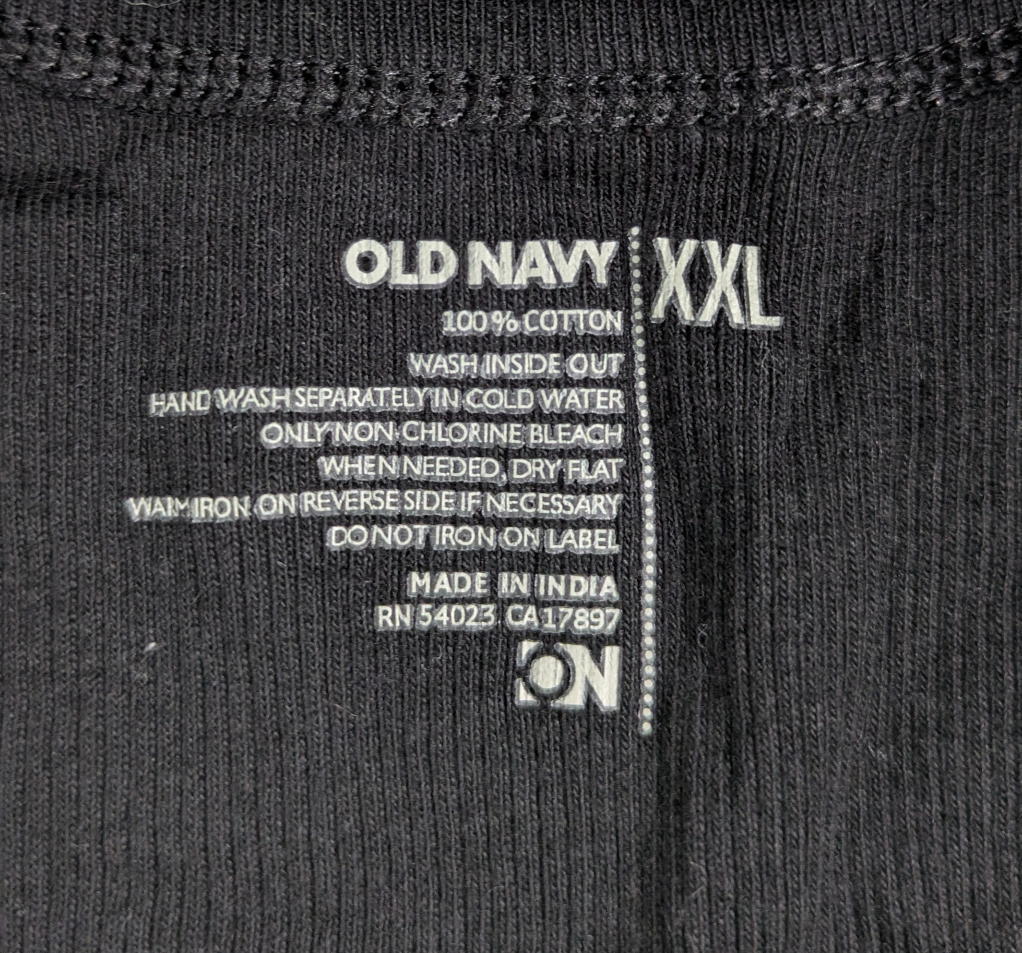 OLD NAVY
XXL
100% COTTON
WASH INSIDE OUT
HAND WASH SEPARATELY IN COLD WATER
ONLY NON-CHLORINE BLEACH
WHEN NEEDED, DRY FLAT
WARM IRON ON REVERSE SIDE IF NECESSARY
DO NOT IRON ON LABEL
MADE IN INDIA
RN 54023 CA 17897
ON